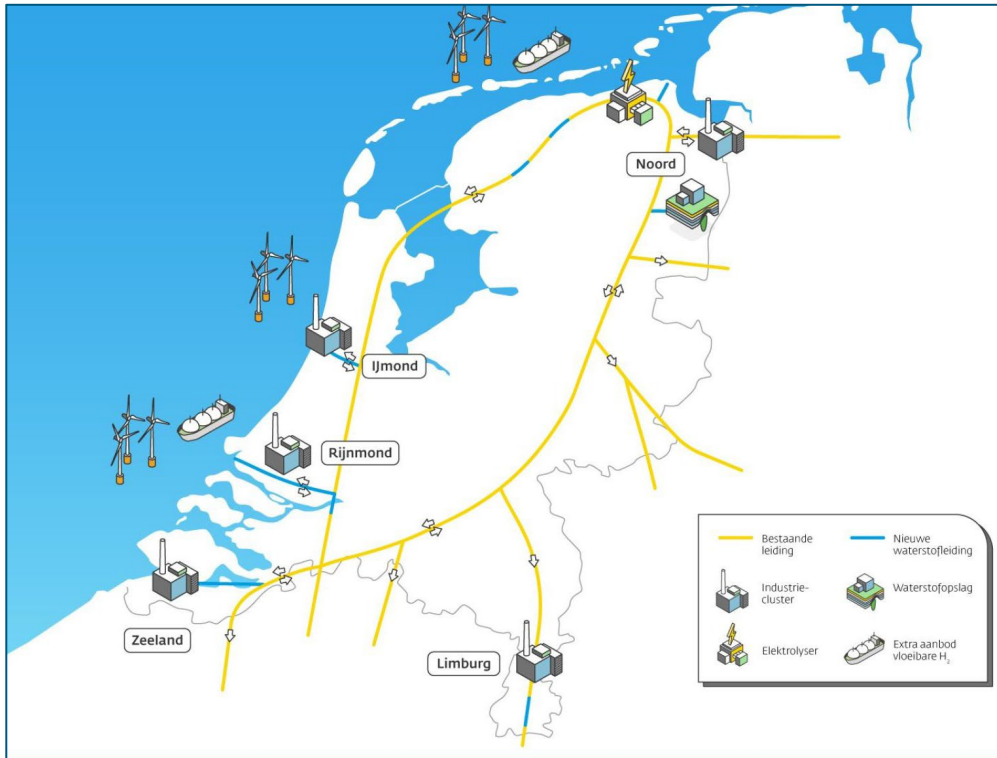 Noord
IJmond
Rijnmond
Zeeland
Limburg
Bestaande
leiding
Nieuwe
waterstofleiding
Industrie-
cluster
Waterstofopslag
Elektrolyser
Extra aanbod
vloeibare H₂